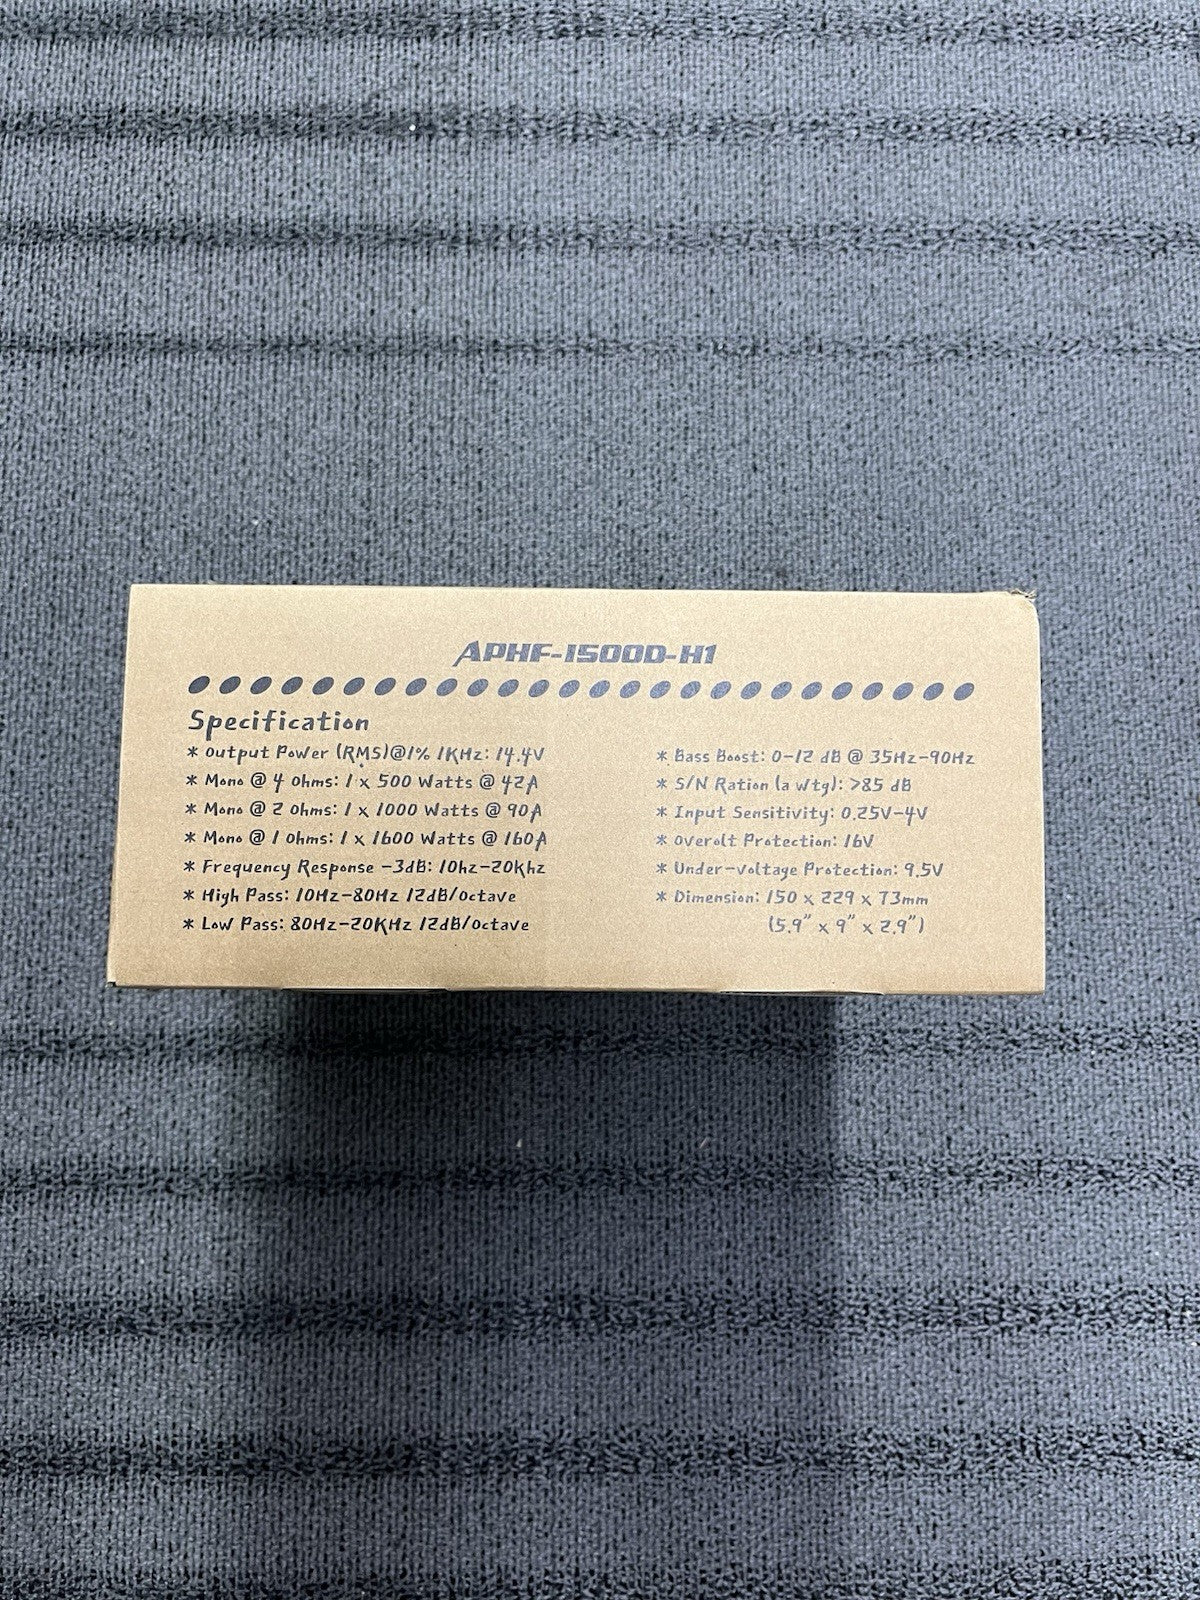 APHF-1500D-H1
Specification
* Output Power (RMS)@1% 1KHz: 14.4V
* Mono @ 4 Ohms: 1 x 500 Watts @ 42A
* Mono @ 2 Ohms: 1 x 1000 Watts @ 90A
* Mono @ 1 Ohms: 1 x 1600 Watts @ 160A
* Frequency Response -3dB: 10hz-20Khz
* High Pass: 10Hz-80Hz 12dB/Octave
* Low Pass: 80Hz-20KHz 12dB/Octave
* Bass Boost: 0-12 dB @ 35Hz-90Hz
* S/N Ration (a wtg): >85 dB
* Input Sensitivity: 0.25V-4V
* Overolt Protection: 16V
* Under-voltage Protection: 9.5V
* Dimension: 150 x 229 x 73mm
(5.9" x 9" x 2.9")